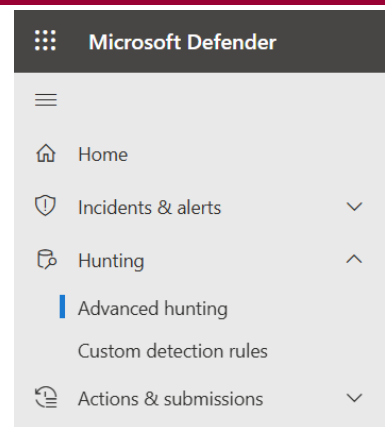 Microsoft Defender
Home
Incidents & alerts
Hunting
Advanced hunting
Custom detection rules
Actions & submissions